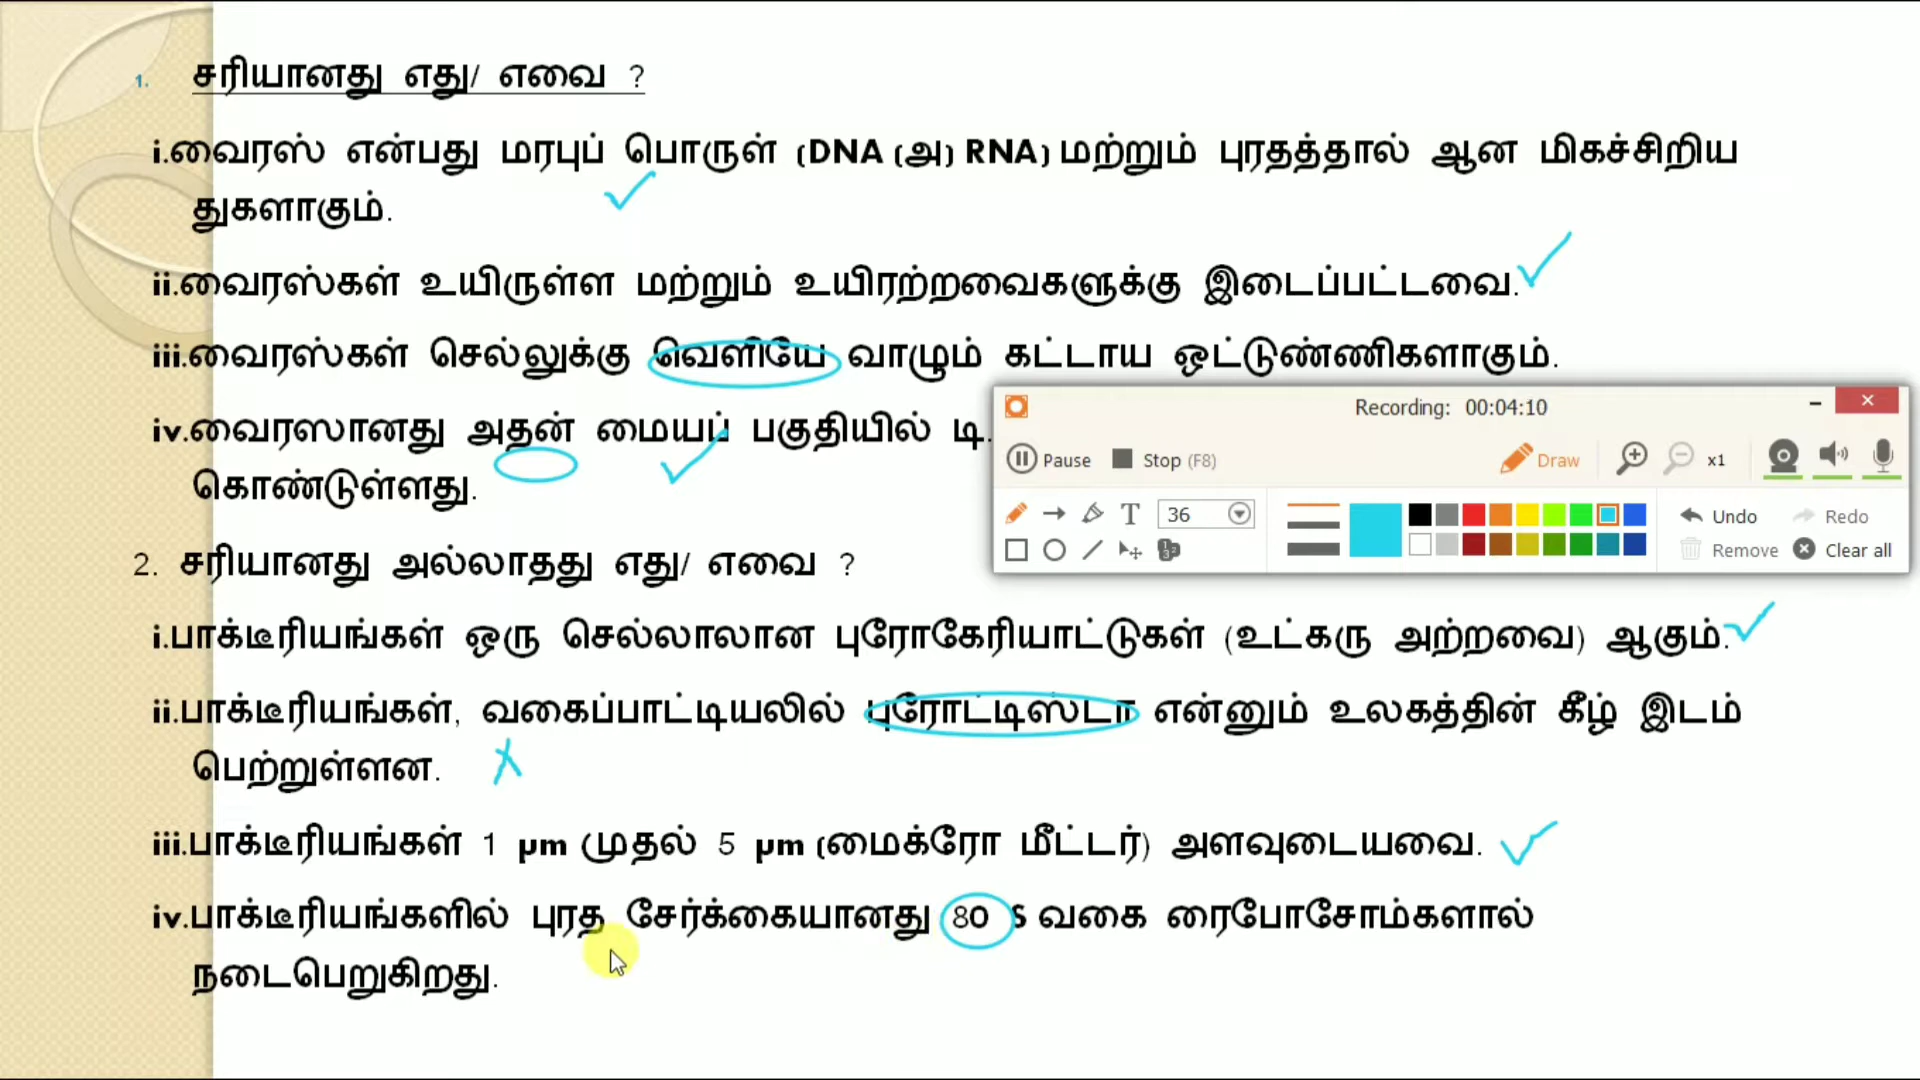 1. சரியானது எது/ எவை ?
i.வைரஸ் என்பது மரபுப் பொருள் (DNA (அ) RNA) மற்றும் புரதத்தால் ஆன மிகச்சிறிய
துகளாகும்.
ii.வைரஸ்கள் உயிருள்ள மற்றும் உயிரற்றவைகளுக்கு இடைப்பட்டவை.
iii.வைரஸ்கள் செல்லுக்கு வெளியே வாழும் கட்டாய ஒட்டுண்ணிகளாகும்.
iv.வைரஸானது அதன் மையப் பகுதியில் டி.
கொண்டுள்ளது.
Recording: 00:04:10
Pause Stop (F8) Draw x1
36 Undo Redo
Remove Clear all
2. சரியானது அல்லாதது எது/ எவை ?
i.பாக்டீரியங்கள் ஒரு செல்லாலான புரோகேரியாட்டுகள் (உட்கரு அற்றவை) ஆகும்.
ii.பாக்டீரியங்கள், வகைப்பாட்டியலில் புரோட்டிஸ்டா என்னும் உலகத்தின் கீழ் இடம்
பெற்றுள்ளன.
iii.பாக்டீரியங்கள் 1 µm முதல் 5 µm (மைக்ரோ மீட்டர்) அளவுடையவை.
iv.பாக்டீரியங்களில் புரத சேர்க்கையானது 80 S வகை ரைபோசோம்களால்
நடைபெறுகிறது.